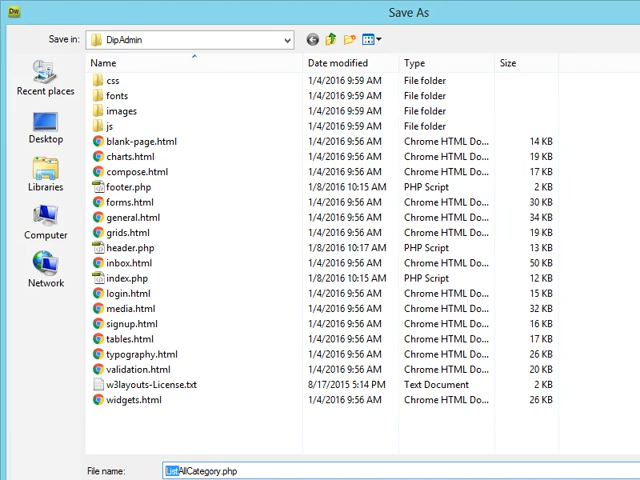 Dw
Save As
Save in: DipAdmin
Name Date modified Type Size
Recent places
Desktop
Libraries
Computer
Network
css 1/4/2016 9:59 AM File folder
fonts 1/4/2016 9:59 AM File folder
images 1/4/2016 9:59 AM File folder
js 1/4/2016 9:59 AM File folder
blank-page.html 1/4/2016 9:56 AM Chrome HTML Do... 14 KB
charts.html 1/4/2016 9:56 AM Chrome HTML Do... 19 KB
compose.html 1/4/2016 9:56 AM Chrome HTML Do... 17 KB
footer.php 1/8/2016 10:15 AM PHP Script 2 KB
forms.html 1/4/2016 9:56 AM Chrome HTML Do... 30 KB
general.html 1/4/2016 9:56 AM Chrome HTML Do... 34 KB
grids.html 1/4/2016 9:56 AM Chrome HTML Do... 19 KB
header.php 1/8/2016 10:17 AM PHP Script 13 KB
inbox.html 1/4/2016 9:56 AM Chrome HTML Do... 50 KB
index.php 1/8/2016 10:15 AM PHP Script 12 KB
login.html 1/4/2016 9:56 AM Chrome HTML Do... 15 KB
media.html 1/4/2016 9:56 AM Chrome HTML Do... 32 KB
signup.html 1/4/2016 9:56 AM Chrome HTML Do... 16 KB
tables.html 1/4/2016 9:56 AM Chrome HTML Do... 17 KB
typography.html 1/4/2016 9:56 AM Chrome HTML Do... 26 KB
validation.html 1/4/2016 9:56 AM Chrome HTML Do... 20 KB
w3layouts-License.txt 8/17/2015 5:14 PM Text Document 2 KB
widgets.html 1/4/2016 9:56 AM Chrome HTML Do... 26 KB
File name: ListAllCategory.php